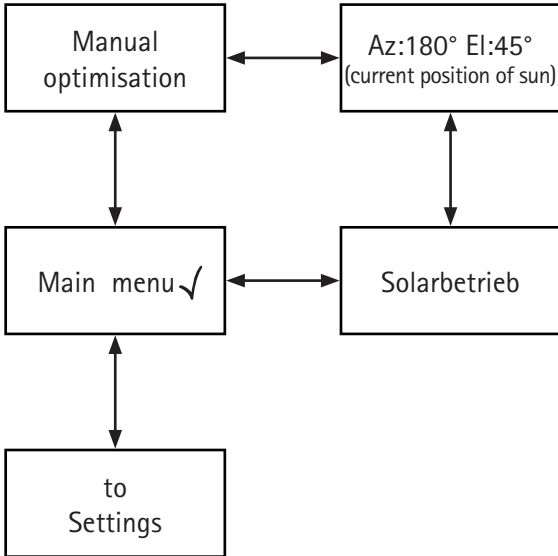 Manual
optimisation
Az:180° El:45°
(current position of sun)
Main menu √
Solarbetrieb
to
Settings